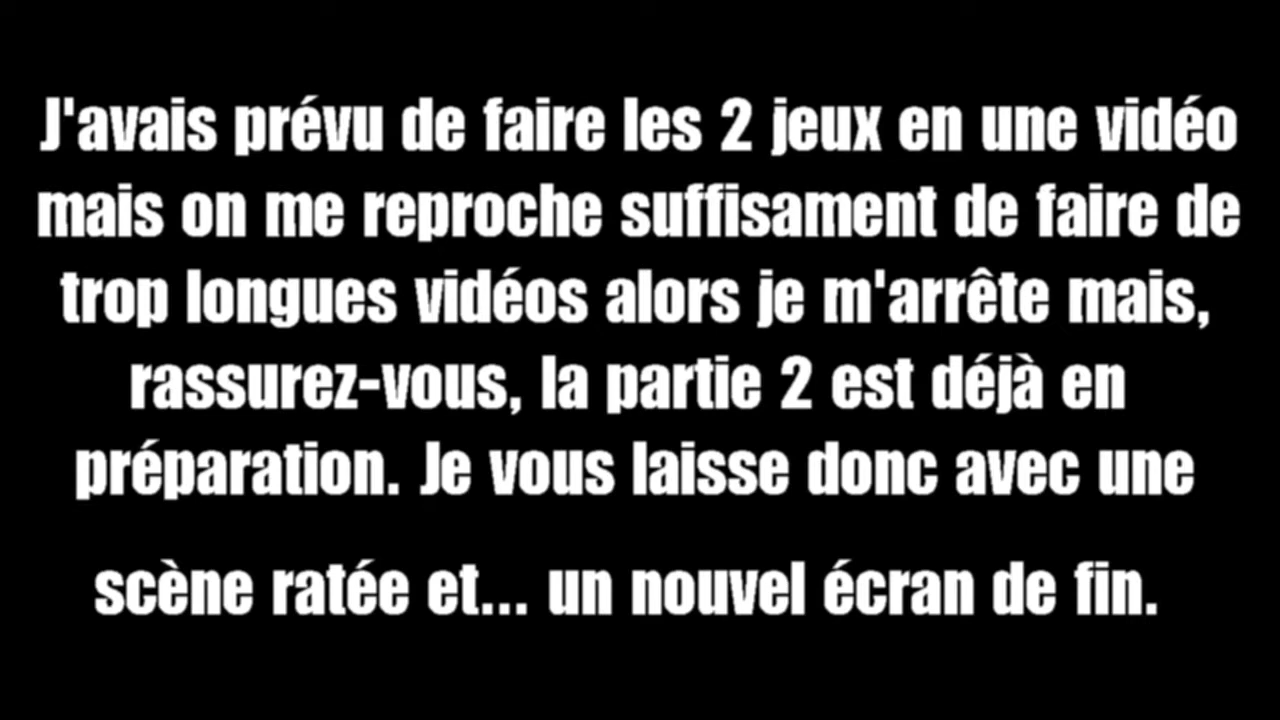 J'avais prévu de faire les 2 jeux en une vidéo
mais on me reproche suffisament de faire de
trop longues vidéos alors je m'arrête mais,
rassurez-vous, la partie 2 est déjà en
préparation. Je vous laisse donc avec une
scène ratée et... un nouvel écran de fin.